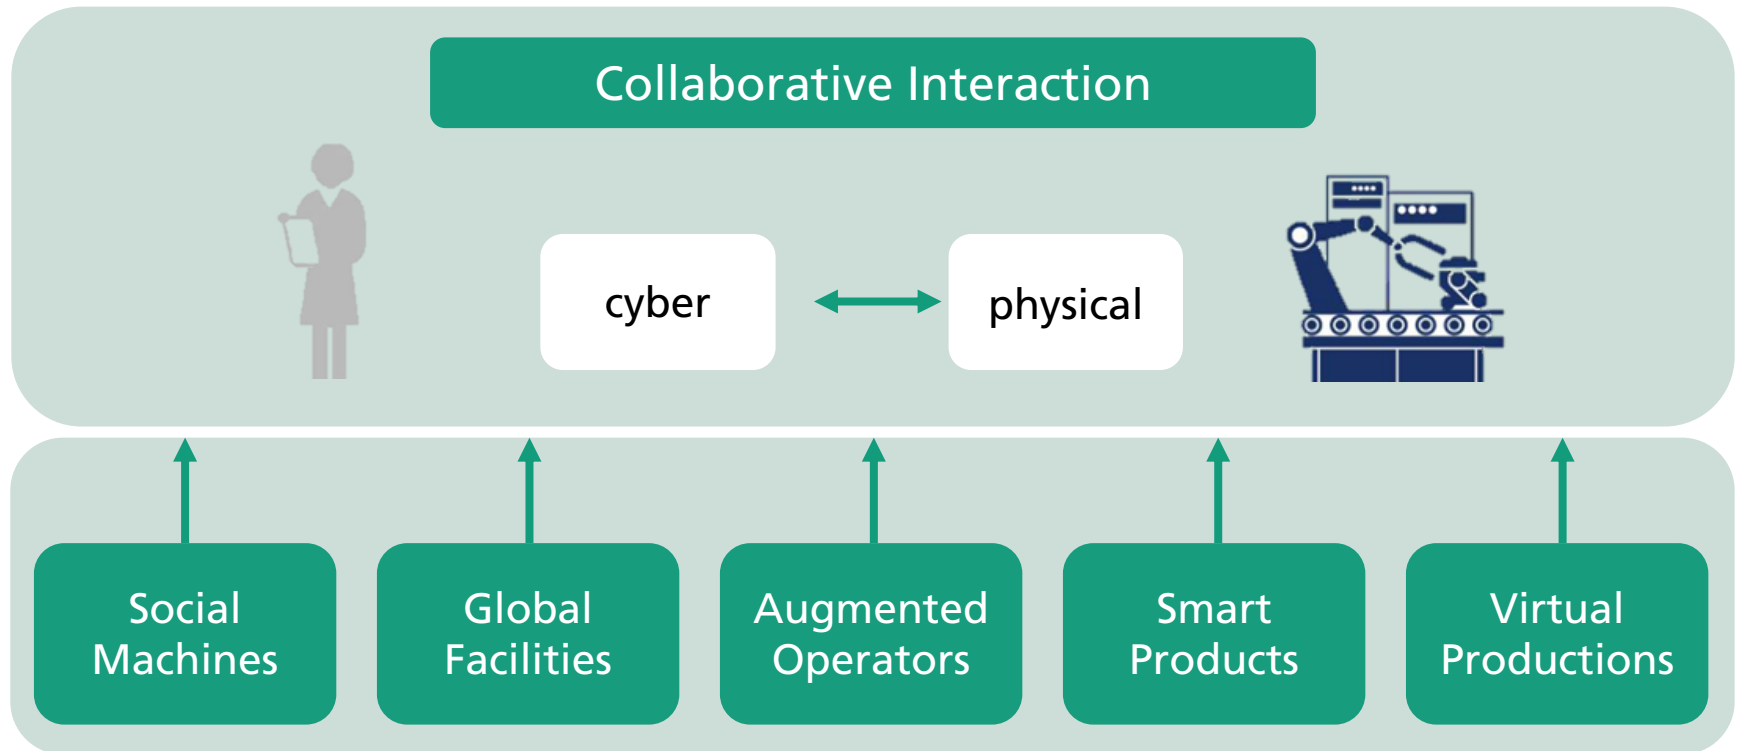 Collaborative Interaction
cyber
physical
Social
Machines
Global
Facilities
Augmented
Operators
Smart
Products
Virtual
Productions